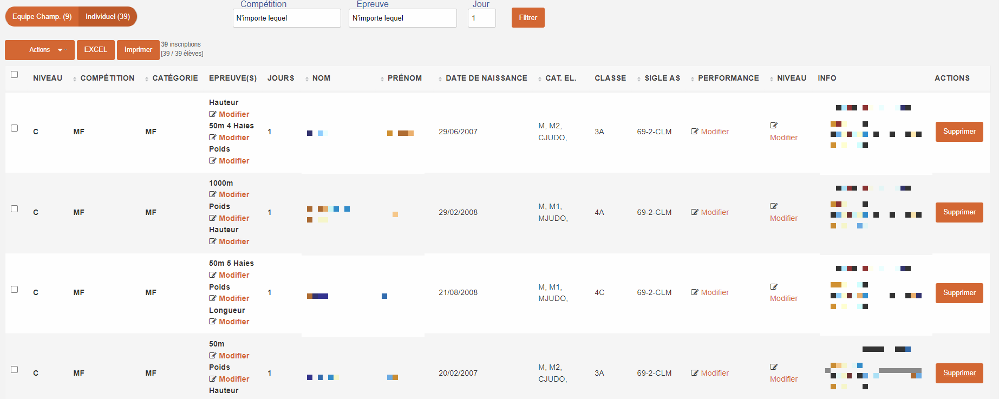 Compétition Epreuve Jour
Equipe Champ. (9) Individuel (39) N'importe lequel N'importe lequel 1 Filtrer
Actions EXCEL Imprimer 39 inscriptions
[39 / 39 élèves]
NIVEAU COMPÉTITION CATÉGORIE EPREUVE(S) JOURS NOM PRÉNOM DATE DE NAISSANCE CAT. EL. CLASSE SIGLE AS PERFORMANCE NIVEAU INFO ACTIONS
Hauteur
Modifier
50m 4 Haies M, M2,
C MF MF 1 29/06/2007 3A 69-2-CLM Modifier Supprimer
Modifier CJUDO, Modifier
Poids
Modifier
1000m
Modifier
Poids M, M1,
C MF MF 1 29/02/2008 4A 69-2-CLM Modifier Supprimer
Modifier MJUDO, Modifier
Hauteur
Modifier
50m 5 Haies
Modifier
Poids M, M1,
C MF MF 1 21/08/2008 4C 69-2-CLM Modifier Supprimer
Modifier MJUDO, Modifier
Longueur
Modifier
50m
Modifier
Poids M, M2,
C MF MF 1 20/02/2007 3A 69-2-CLM Modifier Supprimer
Modifier CJUDO, Modifier
Hauteur